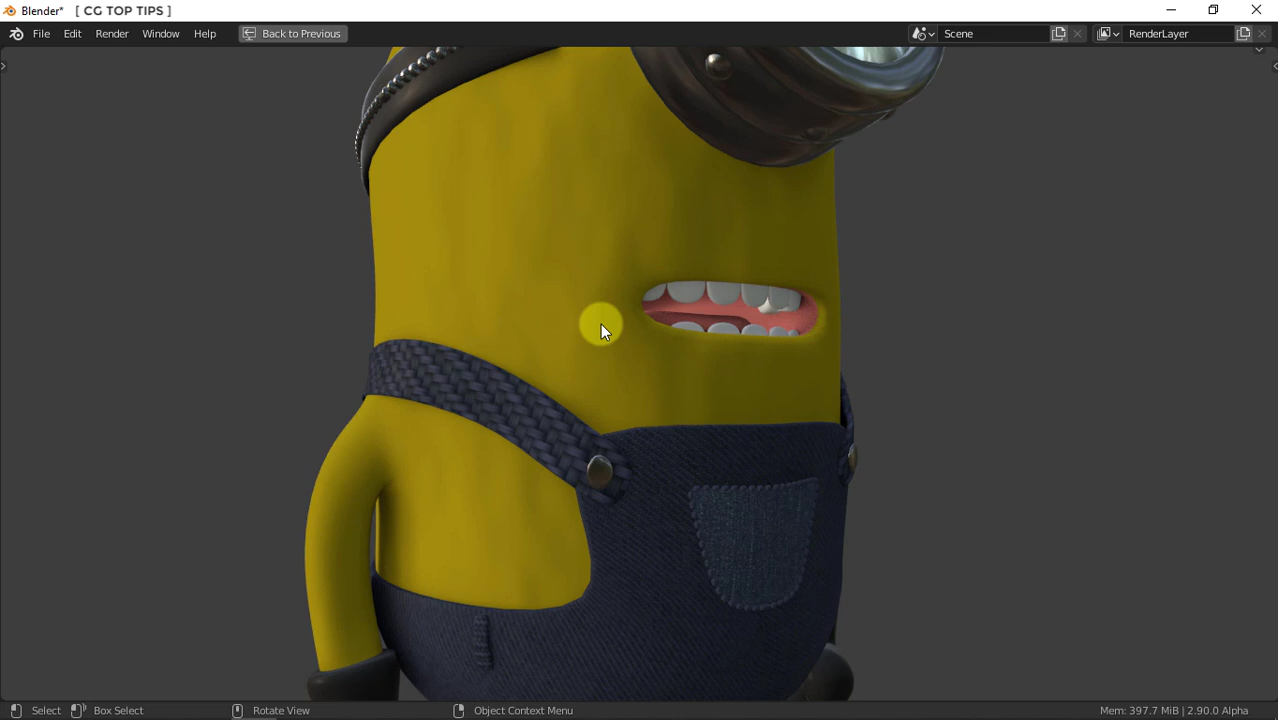 Blender* [ CG TOP TIPS ]
File Edit Render Window Help Back to Previous Scene RenderLayer
Select Box Select Rotate View Object Context Menu Mem: 397.7 MiB | 2.90.0 Alpha